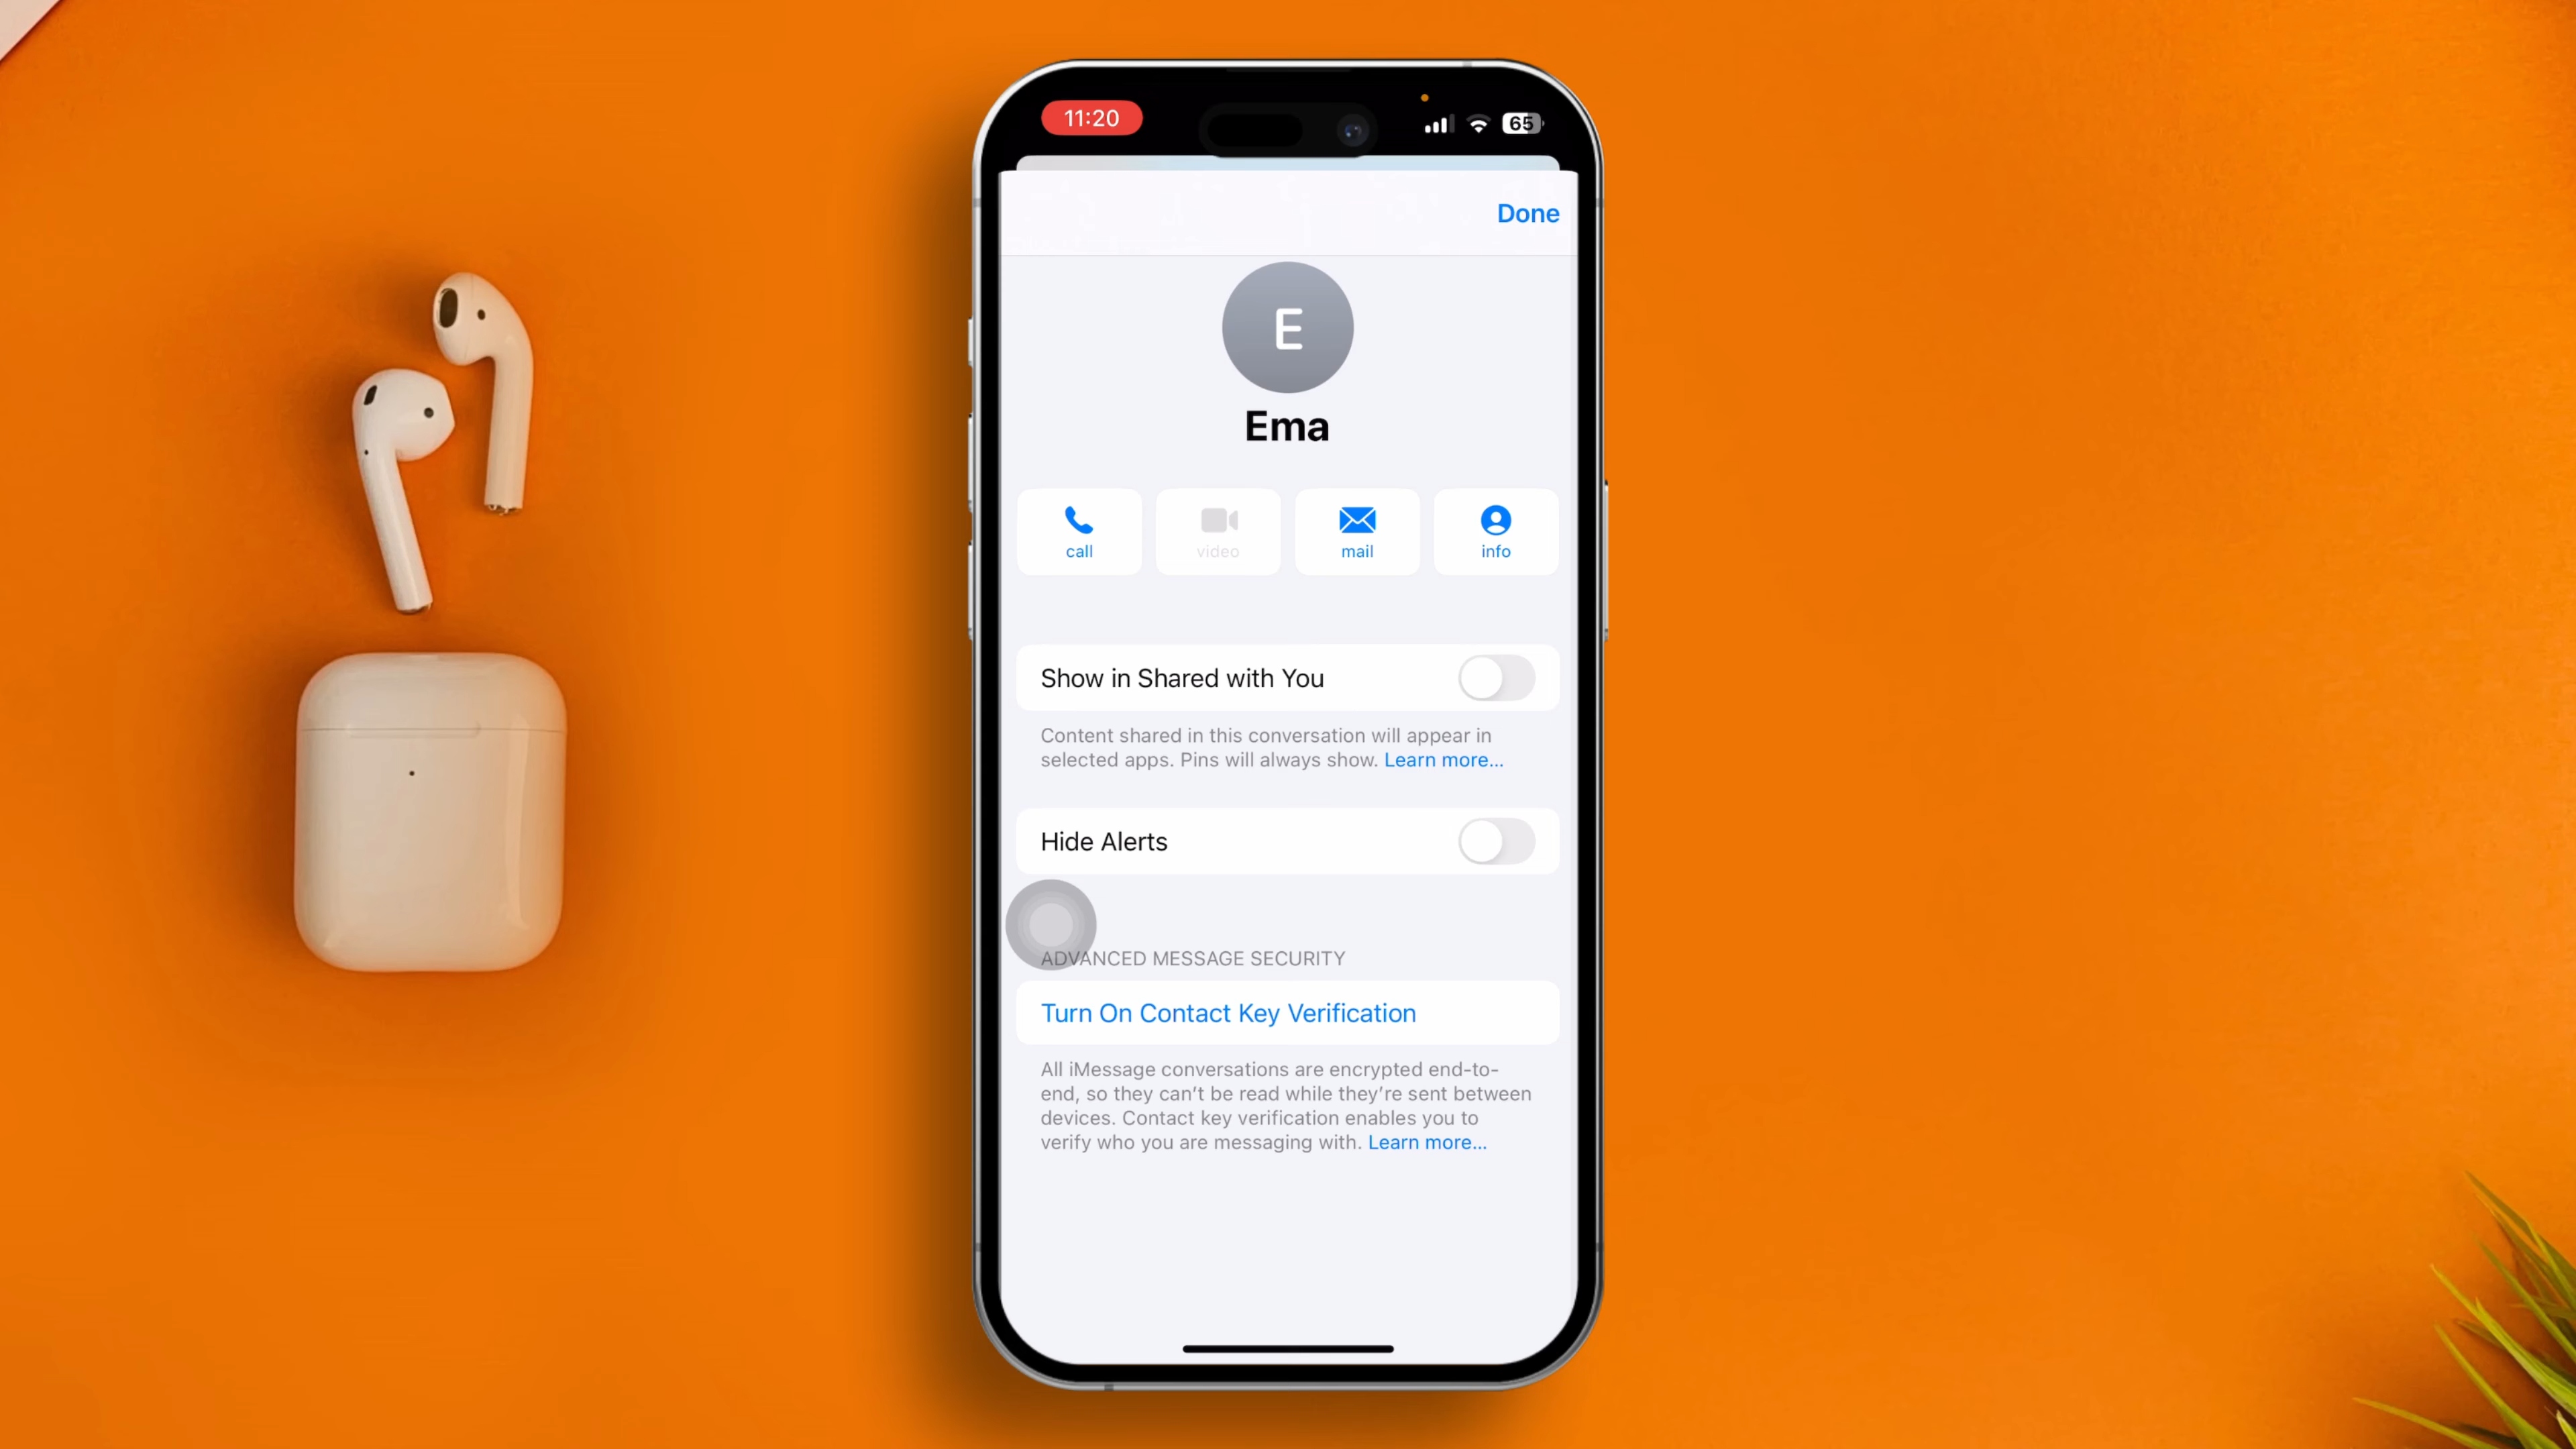 11:20
65
Done
E
Ema
call
video
mail
info
Show in Shared with You
Content shared in this conversation will appear in
selected apps. Pins will always show. Learn more...
Hide Alerts
ADVANCED MESSAGE SECURITY
Turn On Contact Key Verification
All iMessage conversations are encrypted end-to-
end, so they can’t be read while they’re sent between
devices. Contact key verification enables you to
verify who you are messaging with. Learn more...